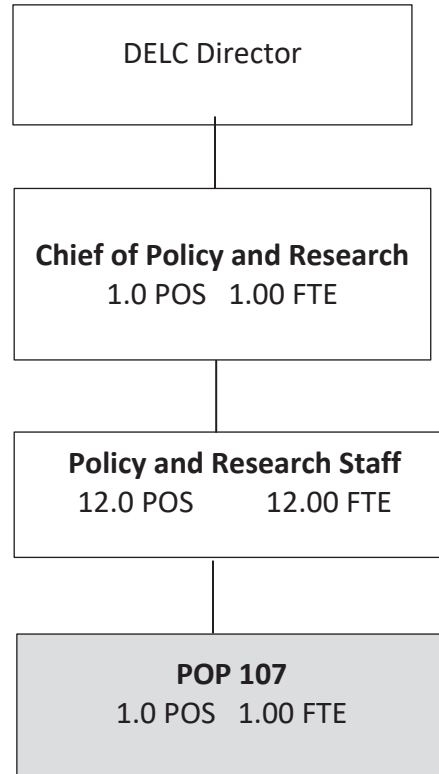 DELC Director
Chief of Policy and Research
1.0 POS 1.00 FTE
Policy and Research Staff
12.0 POS 12.00 FTE
POP 107
1.0 POS 1.00 FTE